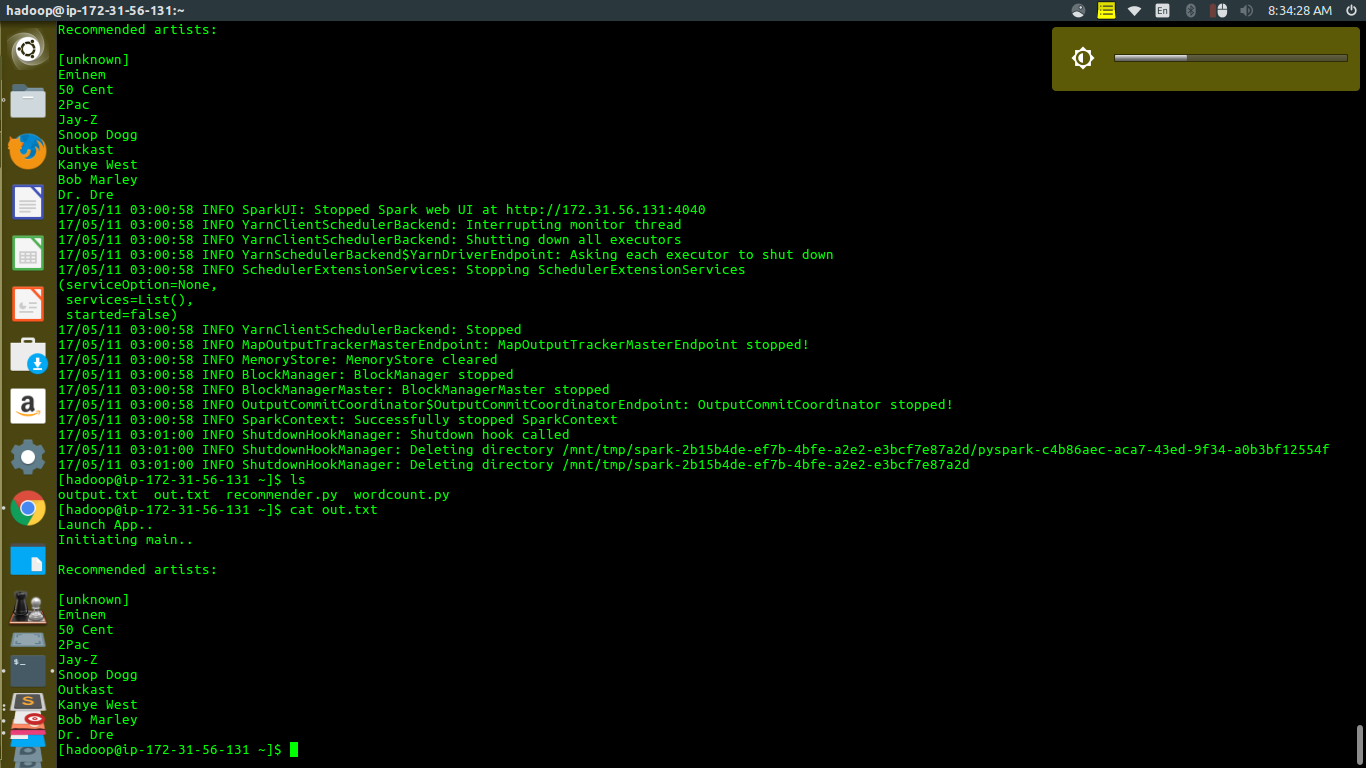 hadoop@ip-172-31-56-131:~
En
8:34:28 AM
Recommended artists:
[unknown]
Eminem
50 Cent
2Pac
Jay-Z
Snoop Dogg
Outkast
Kanye West
Bob Marley
Dr. Dre
17/05/11 03:00:58 INFO SparkUI: Stopped Spark web UI at http://172.31.56.131:4040
17/05/11 03:00:58 INFO YarnClientSchedulerBackend: Interrupting monitor thread
17/05/11 03:00:58 INFO YarnClientSchedulerBackend: Shutting down all executors
17/05/11 03:00:58 INFO YarnSchedulerBackend$YarnDriverEndpoint: Asking each executor to shut down
17/05/11 03:00:58 INFO SchedulerExtensionServices: Stopping SchedulerExtensionServices
(serviceOption=None,
 services=List(),
 started=false)
17/05/11 03:00:58 INFO YarnClientSchedulerBackend: Stopped
17/05/11 03:00:58 INFO MapOutputTrackerMasterEndpoint: MapOutputTrackerMasterEndpoint stopped!
17/05/11 03:00:58 INFO MemoryStore: MemoryStore cleared
17/05/11 03:00:58 INFO BlockManager: BlockManager stopped
17/05/11 03:00:58 INFO BlockManagerMaster: BlockManagerMaster stopped
17/05/11 03:00:58 INFO OutputCommitCoordinator$OutputCommitCoordinatorEndpoint: OutputCommitCoordinator stopped!
17/05/11 03:00:58 INFO SparkContext: Successfully stopped SparkContext
17/05/11 03:01:00 INFO ShutdownHookManager: Shutdown hook called
17/05/11 03:01:00 INFO ShutdownHookManager: Deleting directory /mnt/tmp/spark-2b15b4de-ef7b-4bfe-a2e2-e3bcf7e87a2d/pyspark-c4b86aec-aca7-43ed-9f34-a0b3bf12554f
17/05/11 03:01:00 INFO ShutdownHookManager: Deleting directory /mnt/tmp/spark-2b15b4de-ef7b-4bfe-a2e2-e3bcf7e87a2d
[hadoop@ip-172-31-56-131 ~]$ ls
output.txt  out.txt  recommender.py  wordcount.py
[hadoop@ip-172-31-56-131 ~]$ cat out.txt
Launch App..
Initiating main..
Recommended artists:
[unknown]
Eminem
50 Cent
2Pac
Jay-Z
Snoop Dogg
Outkast
Kanye West
Bob Marley
Dr. Dre
[hadoop@ip-172-31-56-131 ~]$